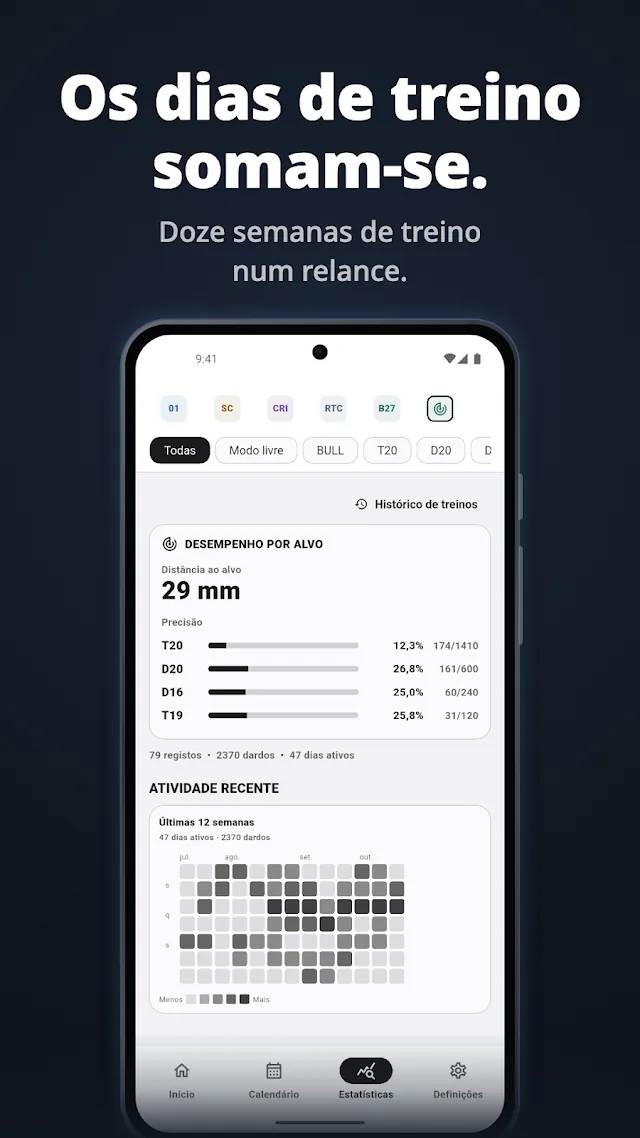 Os dias de treino
somam-se.
Doze semanas de treino
num relance.
9:41
01 SC CRI RTC B27
Todas Modo livre BULL T20 D20 D
Histórico de treinos
DESEMPENHO POR ALVO
Distância ao alvo
29 mm
Precisão
T20 12,3% 174/1410
D20 26,8% 161/600
D16 25,0% 60/240
T19 25,8% 31/120
79 registos • 2370 dardos • 47 dias ativos
ATIVIDADE RECENTE
Últimas 12 semanas
47 dias ativos · 2370 dardos
jul. ago. set. out.
s
q
s
Menos Mais
Início Calendário Estatísticas Definições